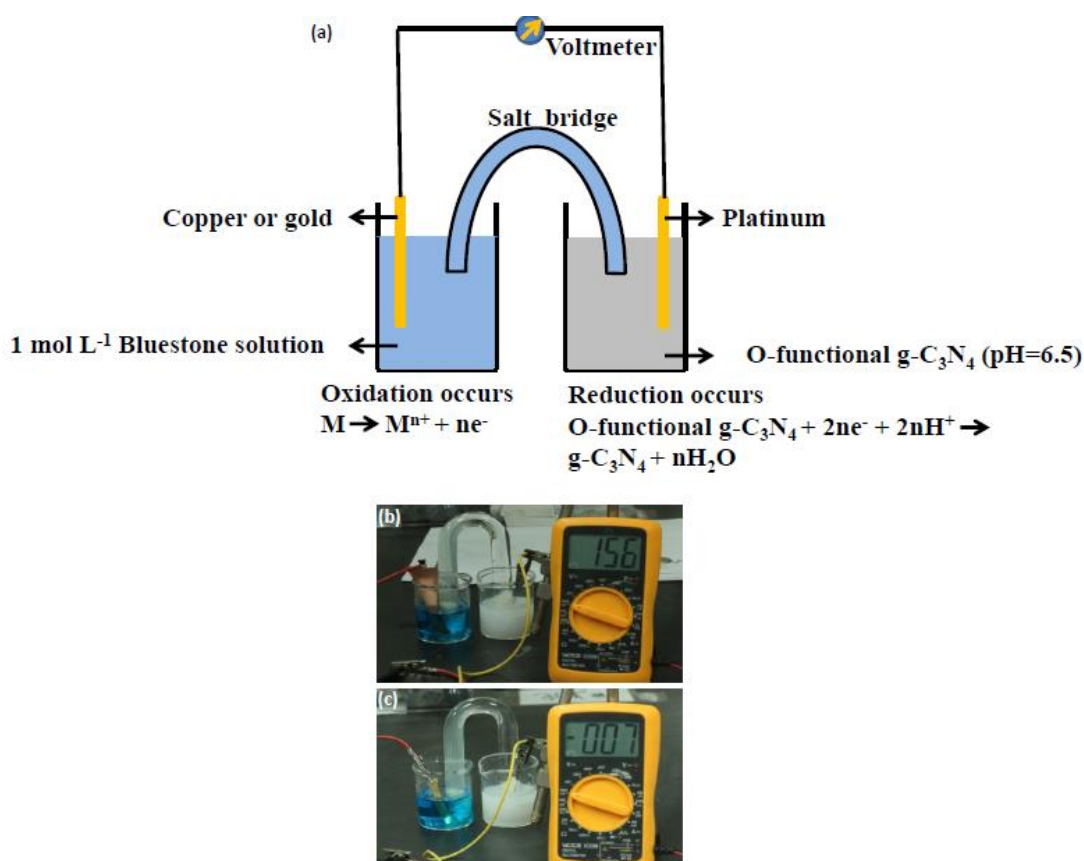 (a)
Voltmeter
Salt bridge
Copper or gold
Platinum
1 mol L⁻¹ Bluestone solution
O-functional g-C₃N₄ (pH=6.5)
Oxidation occurs
M → Mⁿ⁺ + ne⁻
Reduction occurs
O-functional g-C₃N₄ + 2ne⁻ + 2nH⁺ →
g-C₃N₄ + nH₂O
(b)
156
(c)
-007